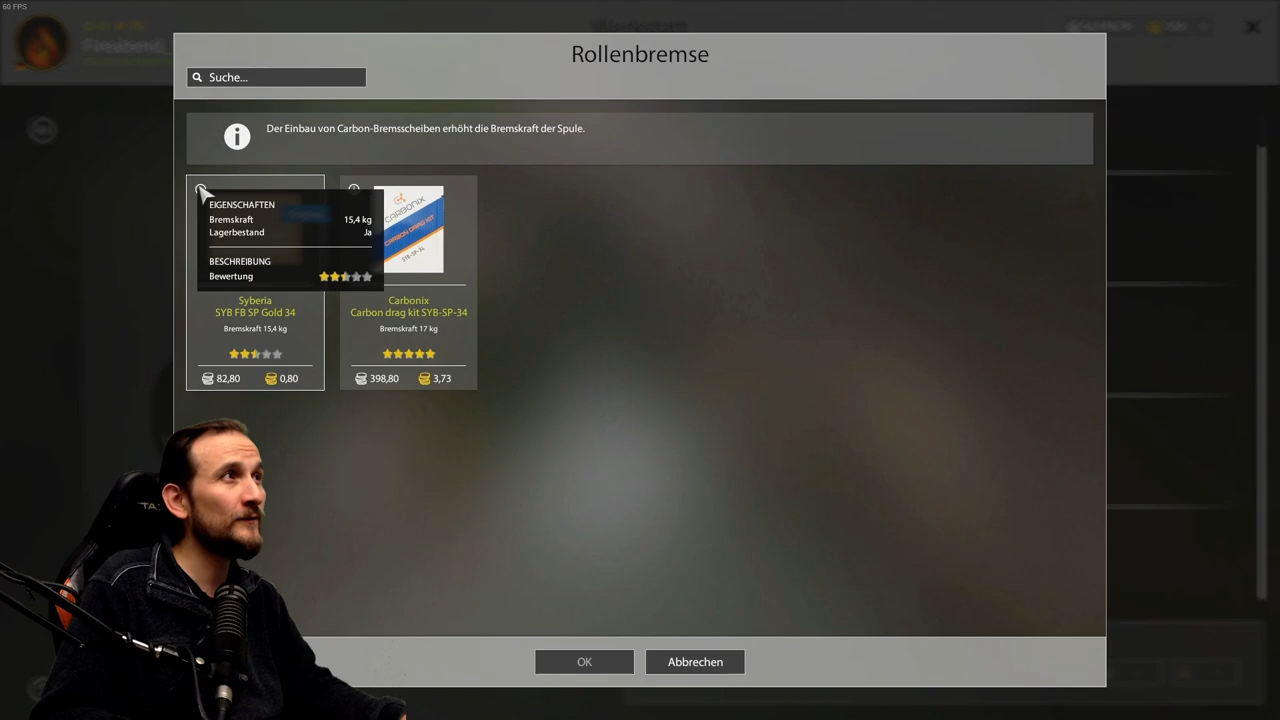 60 FPS
Rollenbremse
Suche...
Der Einbau von Carbon-Bremsscheiben erhöht die Bremskraft der Spule.
EIGENSCHAFTEN
Bremskraft 15,4 kg
Lagerbestand Ja
BESCHREIBUNG
Bewertung
CARBONIX
CARBON DRAG KIT
SYB-SP-34
Syberia
SYB FB SP Gold 34
Bremskraft 15,4 kg
82,80 0,80
Carbonix
Carbon drag kit SYB-SP-34
Bremskraft 17 kg
398,80 3,73
OK
Abbrechen